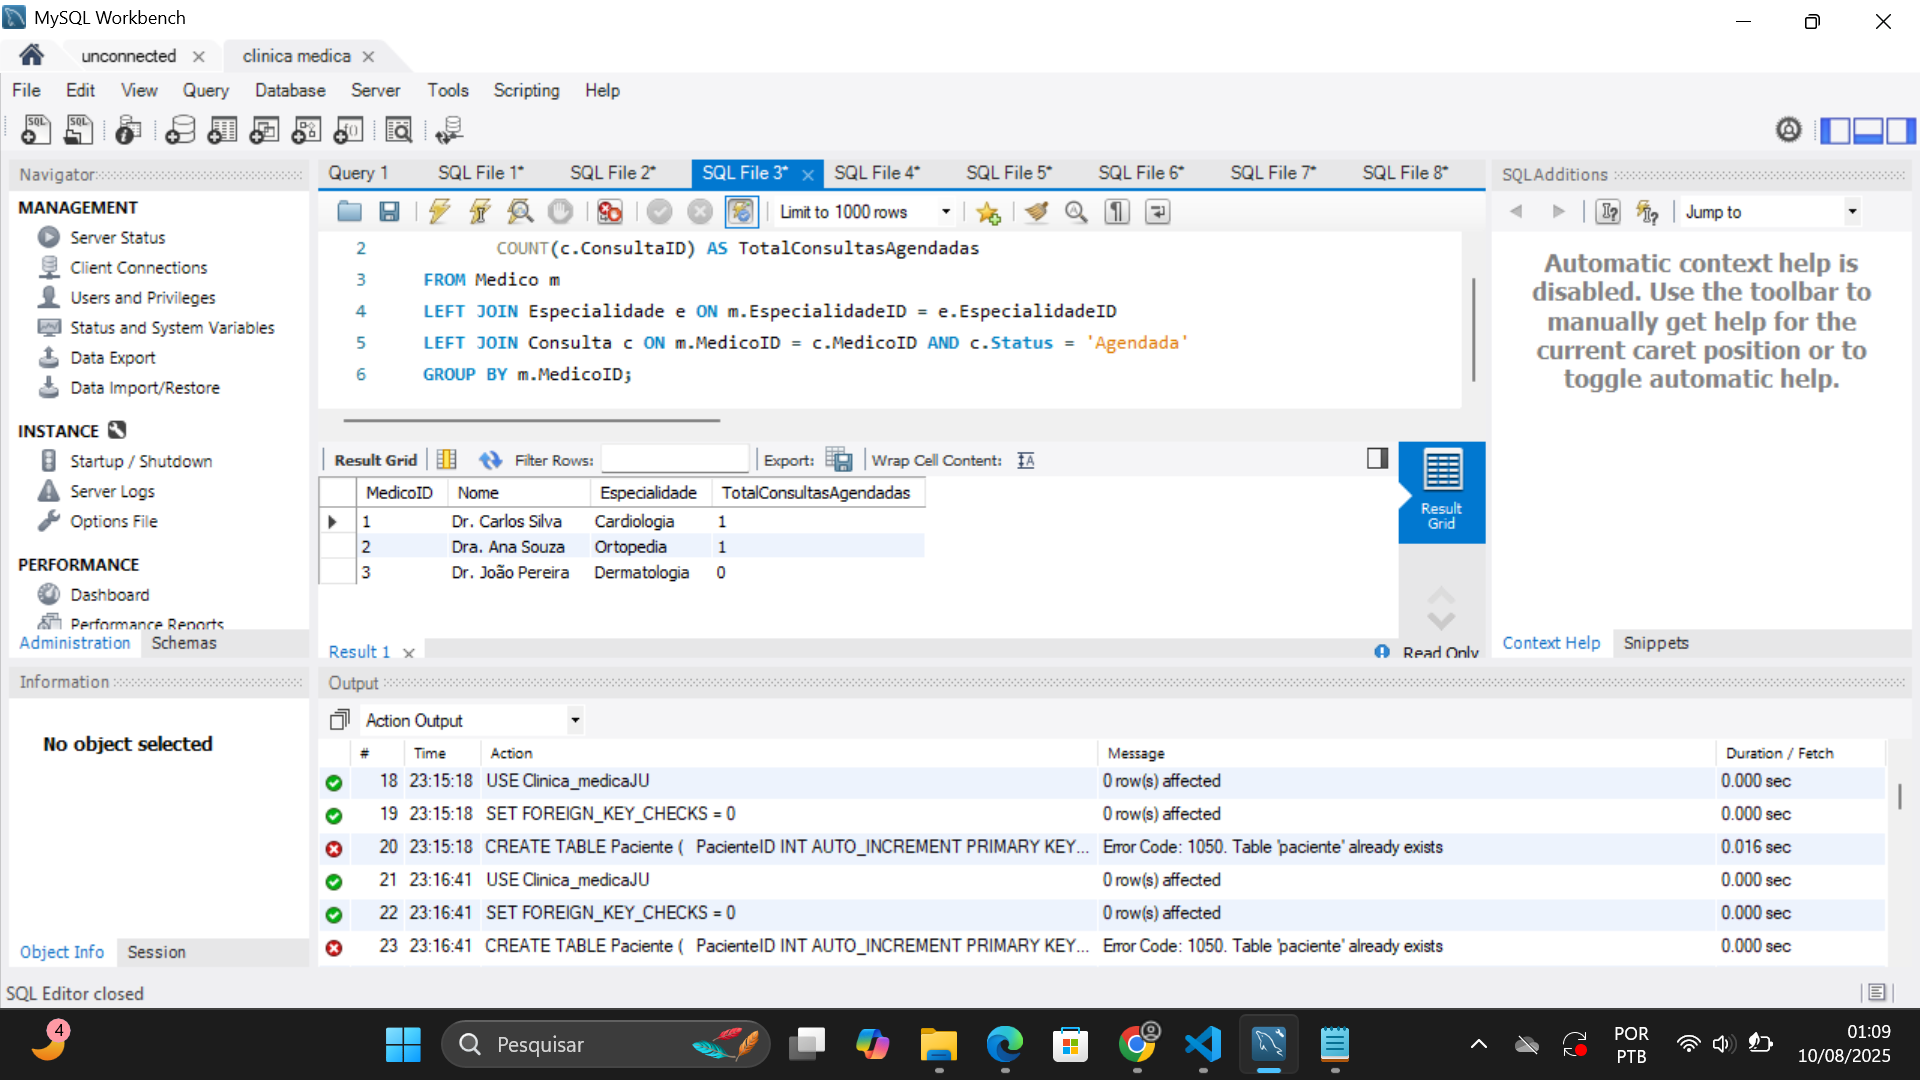 MySQL Workbench
unconnected
clinica medica
File Edit View Query Database Server Tools Scripting Help
Navigator
MANAGEMENT
Server Status
Client Connections
Users and Privileges
Status and System Variables
Data Export
Data Import/Restore
INSTANCE
Startup / Shutdown
Server Logs
Options File
PERFORMANCE
Dashboard
Performance Reports
Administration Schemas
Query 1 SQL File 1* SQL File 2* SQL File 3* SQL File 4* SQL File 5* SQL File 6* SQL File 7* SQL File 8*
Limit to 1000 rows
2 COUNT(c.ConsultaID) AS TotalConsultasAgendadas
3 FROM Medico m
4 LEFT JOIN Especialidade e ON m.EspecialidadeID = e.EspecialidadeID
5 LEFT JOIN Consulta c ON m.MedicoID = c.MedicoID AND c.Status = 'Agendada'
6 GROUP BY m.MedicoID;
Result Grid Filter Rows: Export: Wrap Cell Content:
MedicoID Nome Especialidade TotalConsultasAgendadas
1 Dr. Carlos Silva Cardiologia 1
2 Dra. Ana Souza Ortopedia 1
3 Dr. João Pereira Dermatologia 0
Result
Grid
Result 1
Read Only
SQLAdditions
Jump to
Automatic context help is
disabled. Use the toolbar to
manually get help for the
current caret position or to
toggle automatic help.
Context Help Snippets
Information
No object selected
Object Info Session
Output
Action Output
# Time Action Message Duration / Fetch
18 23:15:18 USE Clinica_medicaJU 0 row(s) affected 0.000 sec
19 23:15:18 SET FOREIGN_KEY_CHECKS = 0 0 row(s) affected 0.000 sec
20 23:15:18 CREATE TABLE Paciente ( PacienteID INT AUTO_INCREMENT PRIMARY KEY... Error Code: 1050. Table 'paciente' already exists 0.016 sec
21 23:16:41 USE Clinica_medicaJU 0 row(s) affected 0.000 sec
22 23:16:41 SET FOREIGN_KEY_CHECKS = 0 0 row(s) affected 0.000 sec
23 23:16:41 CREATE TABLE Paciente ( PacienteID INT AUTO_INCREMENT PRIMARY KEY... Error Code: 1050. Table 'paciente' already exists 0.000 sec
SQL Editor closed
4
Pesquisar
POR
PTB
01:09
10/08/2025